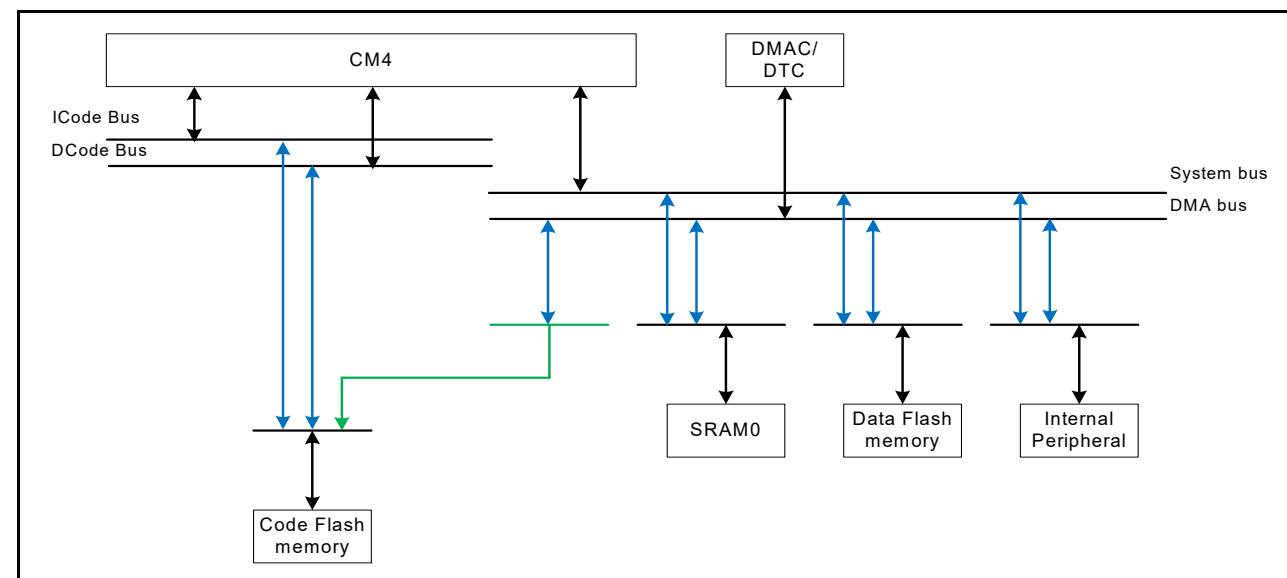 CM4
DMAC/
DTC
ICode Bus
DCode Bus
System bus
DMA bus
SRAM0
Data Flash
memory
Internal
Peripheral
Code Flash
memory